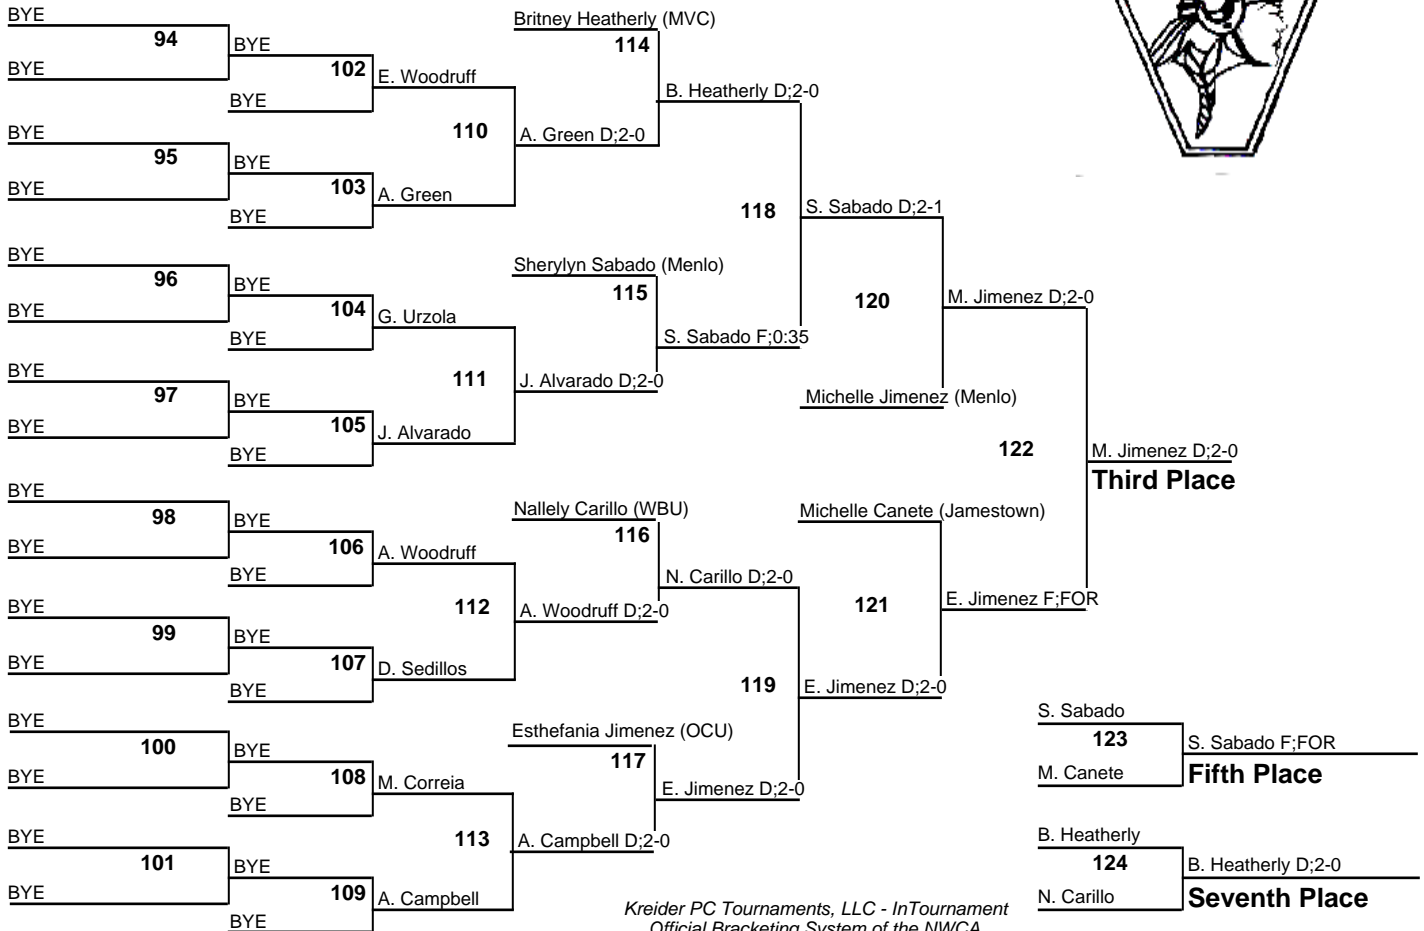 BYE
94
BYE
BYE
102
BYE
E. Woodruff
110
BYE
95
BYE
BYE
103
BYE
A. Green
A. Green D;2-0
Britney Heatherly (MVC)
114
B. Heatherly D;2-0
118
BYE
96
BYE
BYE
104
BYE
G. Urzola
111
BYE
97
BYE
BYE
105
BYE
J. Alvarado
J. Alvarado D;2-0
Sherylyn Sabado (Menlo)
115
S. Sabado F;0:35
S. Sabado D;2-1
120
Michelle Jimenez (Menlo)
M. Jimenez D;2-0
122
M. Jimenez D;2-0
Third Place
BYE
98
BYE
BYE
106
BYE
A. Woodruff
112
BYE
99
BYE
BYE
107
BYE
D. Sedillos
A. Woodruff D;2-0
Nallely Carillo (WBU)
116
N. Carillo D;2-0
119
Michelle Canete (Jamestown)
121
E. Jimenez F;FOR
E. Jimenez D;2-0
BYE
100
BYE
BYE
108
BYE
M. Correia
113
BYE
101
BYE
BYE
109
BYE
A. Campbell
A. Campbell D;2-0
Esthefania Jimenez (OCU)
117
E. Jimenez D;2-0
S. Sabado
123
M. Canete
S. Sabado F;FOR
Fifth Place
B. Heatherly
124
N. Carillo
B. Heatherly D;2-0
Seventh Place
Kreider PC Tournaments, LLC - InTournament
Official Bracketing System of the NWCA